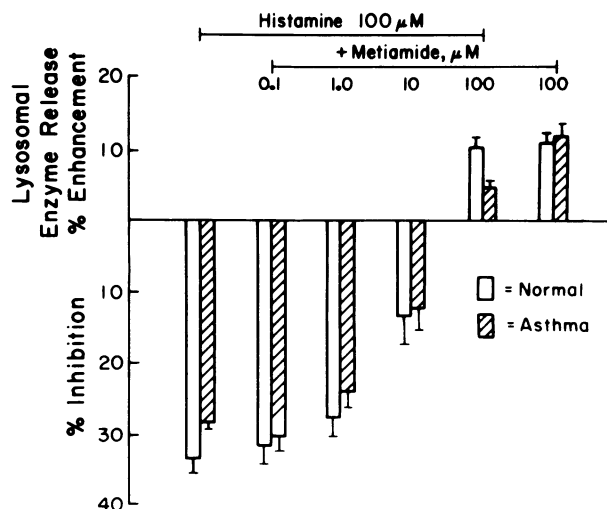 Histamine 100 μM
+ Metiamide, μM
0.1 1.0 10 100 100
Lysosomal
Enzyme Release
% Enhancement
% Inhibition
20
10
10
20
30
40
= Normal
= Asthma